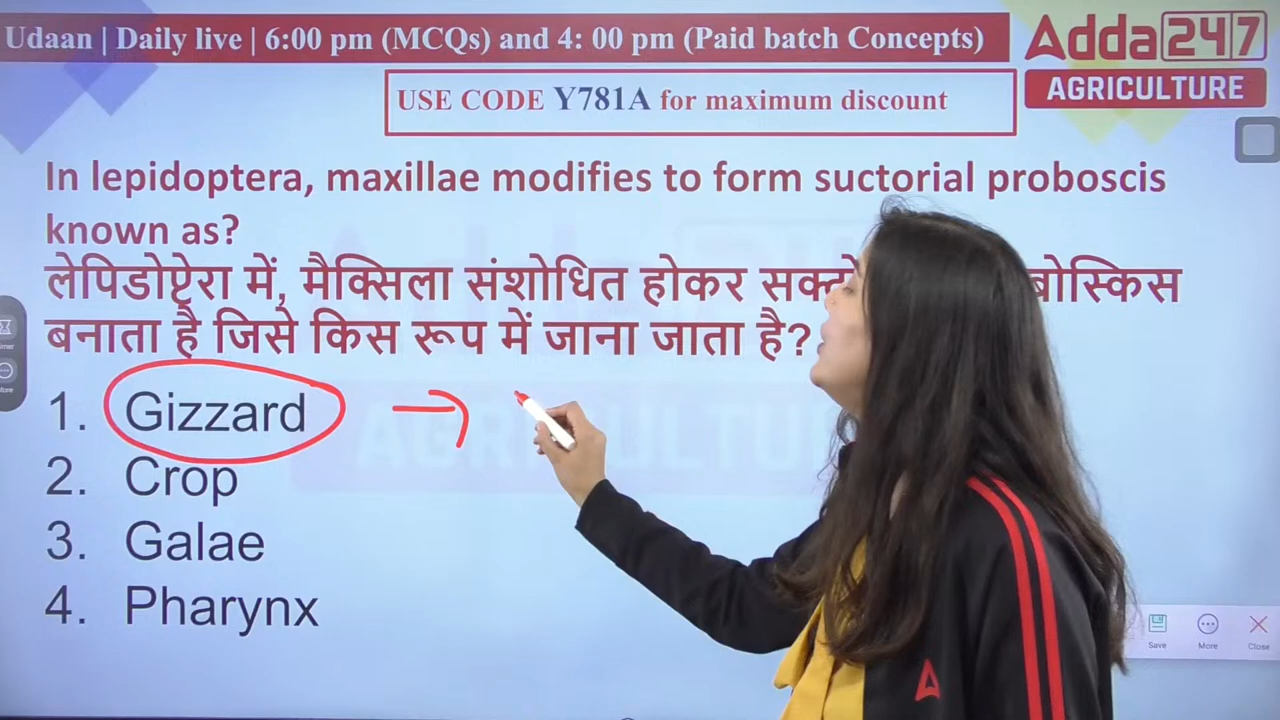 Udaan | Daily live | 6:00 pm (MCQs) and 4: 00 pm (Paid batch Concepts)
Adda247
AGRICULTURE
USE CODE Y781A for maximum discount
In lepidoptera, maxillae modifies to form suctorial proboscis
known as?
लेपिडोप्टेरा में, मैक्सिला संशोधित होकर
बनाता है जिसे किस रूप में जाना जाता है?
1. Gizzard
2. Crop
3. Galae
4. Pharynx
Save
More
Close